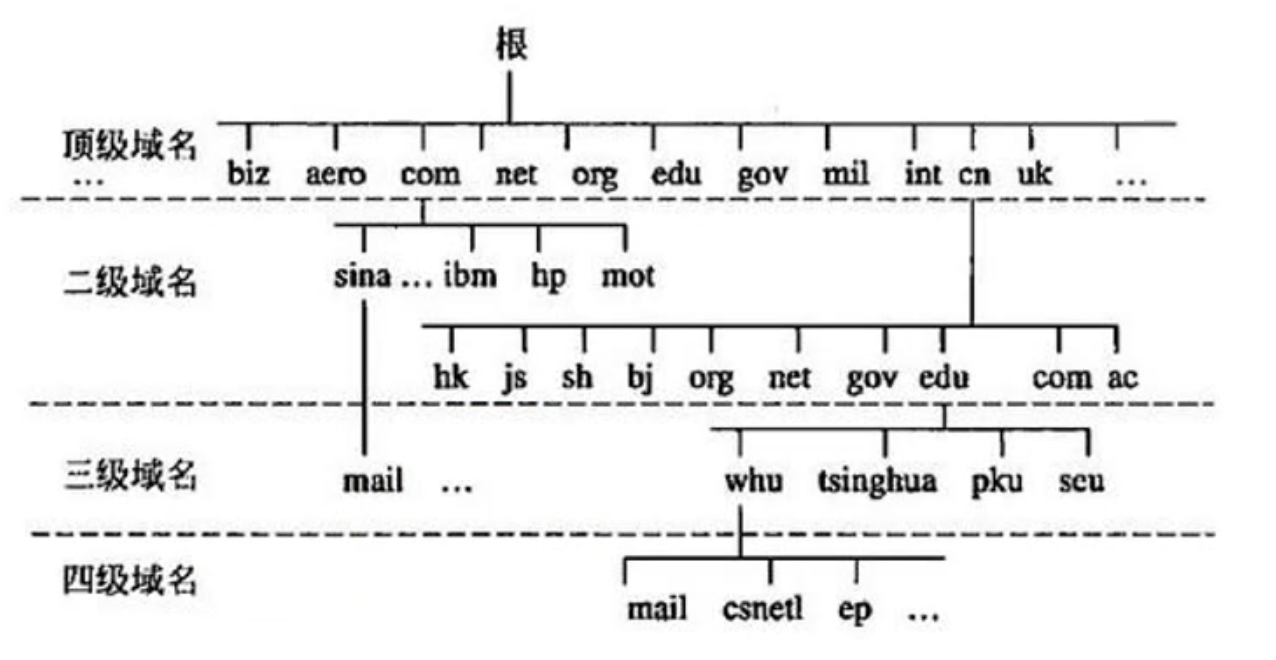 根
顶级域名
... biz aero com net org edu gov mil int cn uk ...
二级域名
sina ... ibm hp mot
hk js sh bj org net gov edu com ac
三级域名
mail ... whu tsinghua pku scu
四级域名
mail csnetl ep ...